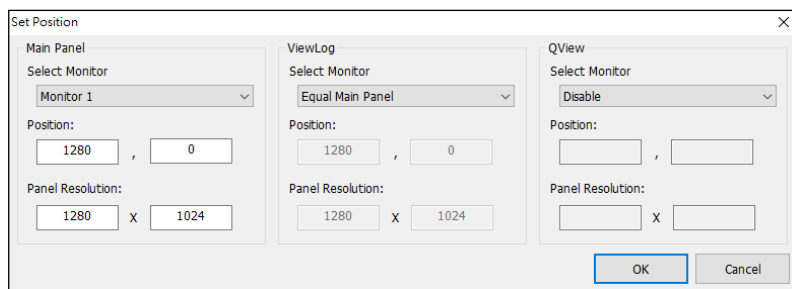 Set Position
Main Panel
Select Monitor
Monitor 1
Position:
1280 , 0
Panel Resolution:
1280 X 1024
ViewLog
Select Monitor
Equal Main Panel
Position:
1280 , 0
Panel Resolution:
1280 X 1024
QView
Select Monitor
Disable
Position:
,
Panel Resolution:
X
OK Cancel